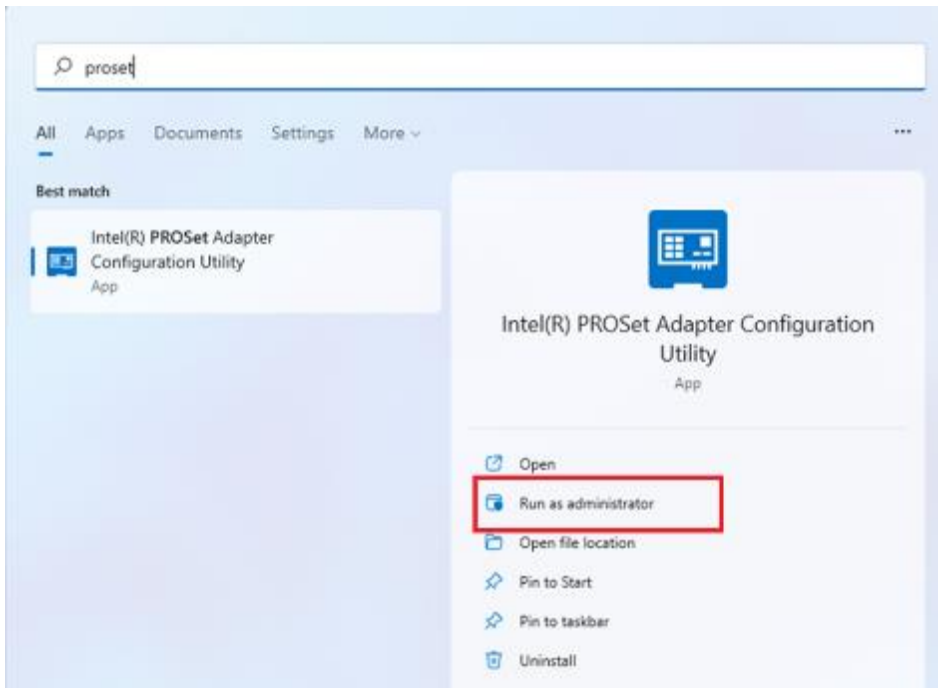 proset
All Apps Documents Settings More
Best match
Intel(R) PROSet Adapter
Configuration Utility
App
Intel(R) PROSet Adapter Configuration
Utility
App
Open
Run as administrator
Open file location
Pin to Start
Pin to taskbar
Uninstall